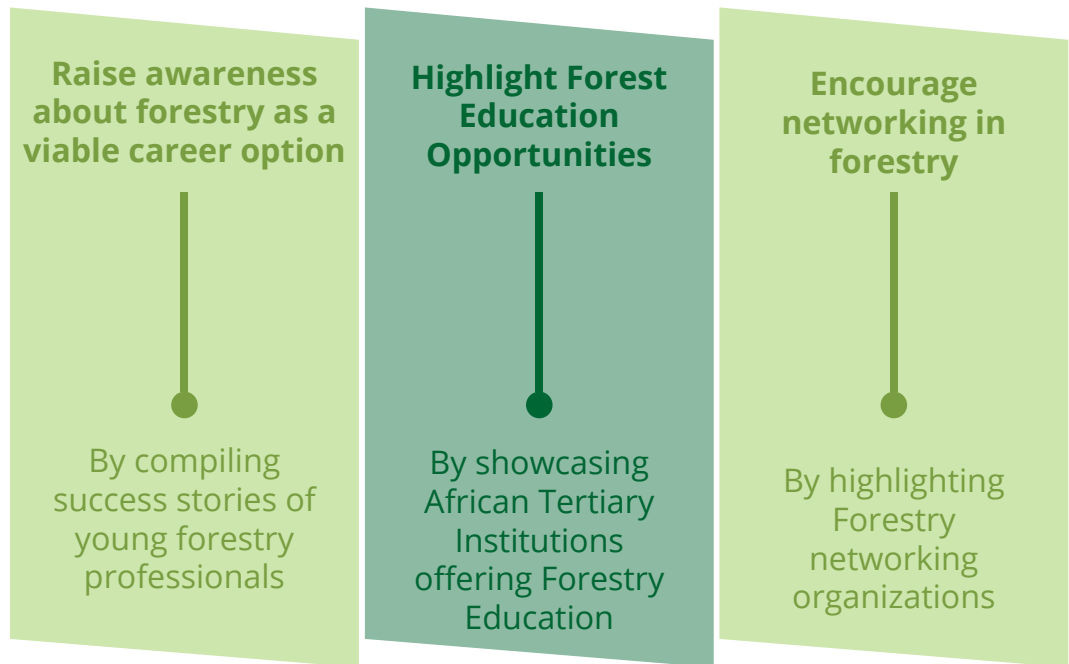 Raise awareness
about forestry as a
viable career option
By compiling
success stories of
young forestry
professionals
Highlight Forest
Education
Opportunities
By showcasing
African Tertiary
Institutions
offering Forestry
Education
Encourage
networking in
forestry
By highlighting
Forestry
networking
organizations